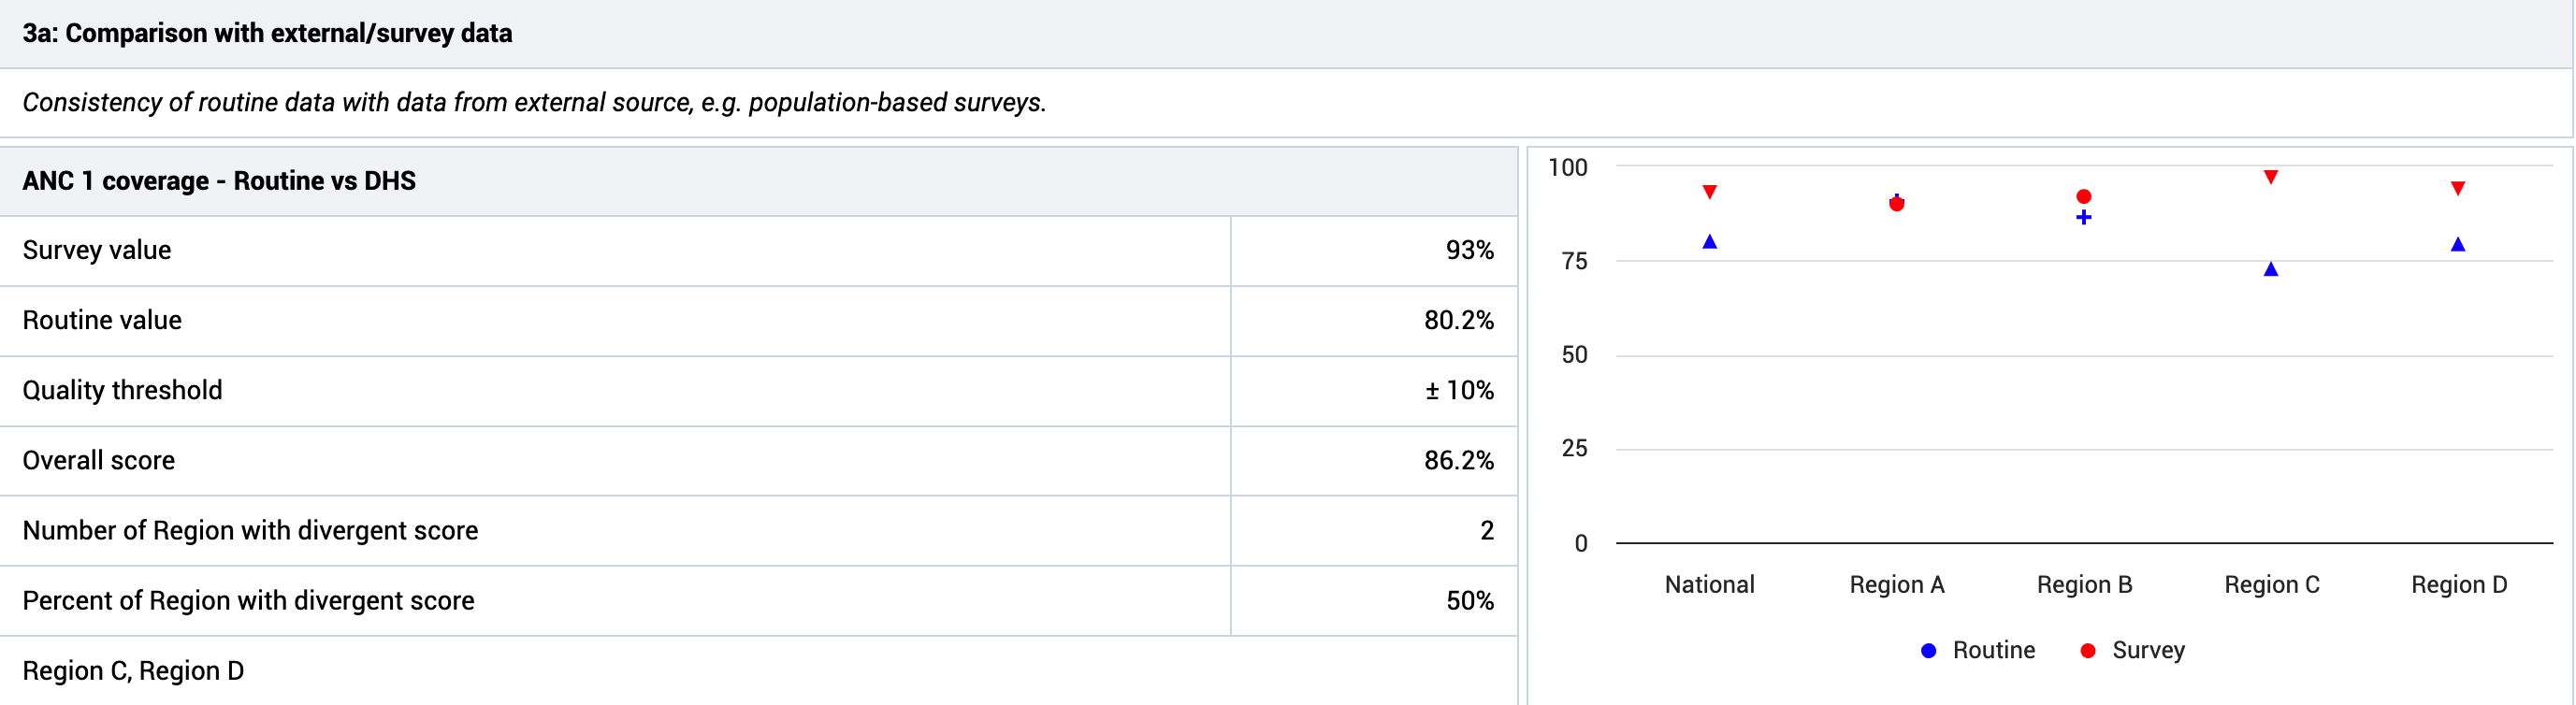 3a: Comparison with external/survey data
Consistency of routine data with data from external source, e.g. population-based surveys.
ANC 1 coverage - Routine vs DHS
Survey value 93%
Routine value 80.2%
Quality threshold ± 10%
Overall score 86.2%
Number of Region with divergent score 2
Percent of Region with divergent score 50%
Region C, Region D
100
75
50
25
0
National Region A Region B Region C Region D
Routine Survey